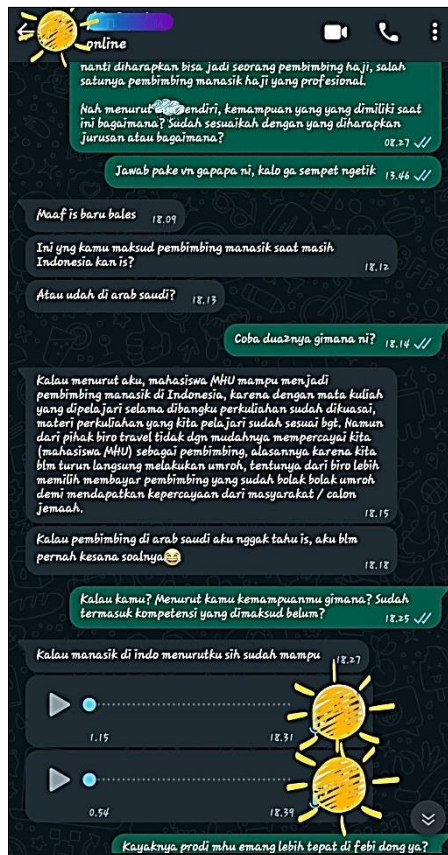 online
nanti diharapkan bisa jadi seorang pembimbing haji, salah
satunya pembimbing manasik haji yang profesional.
Nah menurut endiri, kemampuan yang yang dimiliki saat
ini bagaimana? Sudah sesuaikah dengan yang diharapkan
jurusan atau bagaimana?
08.27
Jawab pake vn gapapa ni, kalo ga sempet ngetik 13.46
Maaf is baru bales 18.09
Ini yng kamu maksud pembimbing manasik saat masih
Indonesia kan is?
18.12
Atau udah di arab saudi? 18.13
Coba dua2nya gimana ni? 18.14
Kalau menurut aku, mahasiswa MHU mampu menjadi
pembimbing manasik di Indonesia, karena dengan mata kuliah
yang dipelajari selama dibangku perkuliahan sudah dikuasai,
materi perkuliahan yang kita pelajari sudah sesuai bgt. Namun
dari pihak biro travel tidak dgn mudahnya mempercayai kita
(mahasiswa MHU) sebagai pembimbing, alasannya karena kita
blm turun langsung melakukan umroh, tentunya dari biro lebih
memilih membayar pembimbing yang sudah bolak bolak umroh
demi mendapatkan kepercayaan dari masyarakat / calon
jemaah.
18.15
Kalau pembimbing di arab saudi aku nggak tahu is, aku blm
pernah kesana soalnya
18.18
Kalau kamu? Menurut kamu kemampuanmu gimana? Sudah
termasuk kompetensi yang dimaksud belum?
18.25
Kalau manasik di indo menurutku sih sudah mampu 18.27
1.15 18.31
0.54 18.39
Kayaknya prodi mhu emang lebih tepat di febi dong ya?